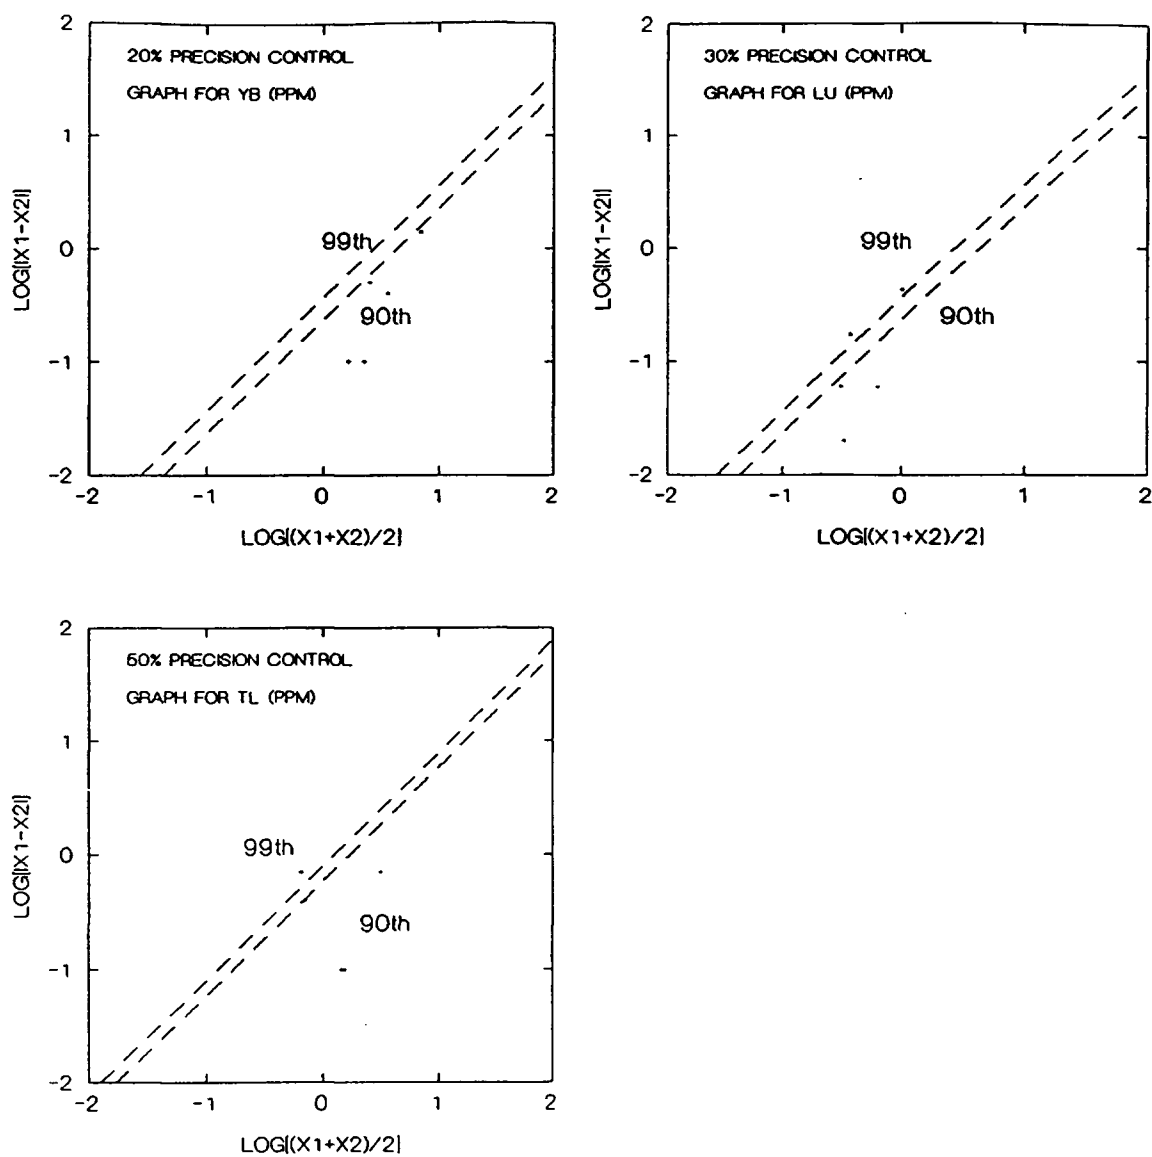 20% PRECISION CONTROL
GRAPH FOR YB (PPM)
2
1
0
-1
-2
LOG[|X1-X2|]
99th
90th
-2 -1 0 1 2
LOG[(X1+X2)/2]
30% PRECISION CONTROL
GRAPH FOR LU (PPM)
2
1
0
-1
-2
LOG[|X1-X2|]
99th
90th
-2 -1 0 1 2
LOG[(X1+X2)/2]
50% PRECISION CONTROL
GRAPH FOR TL (PPM)
2
1
0
-1
-2
LOG[|X1-X2|]
99th
90th
-2 -1 0 1 2
LOG[(X1+X2)/2]